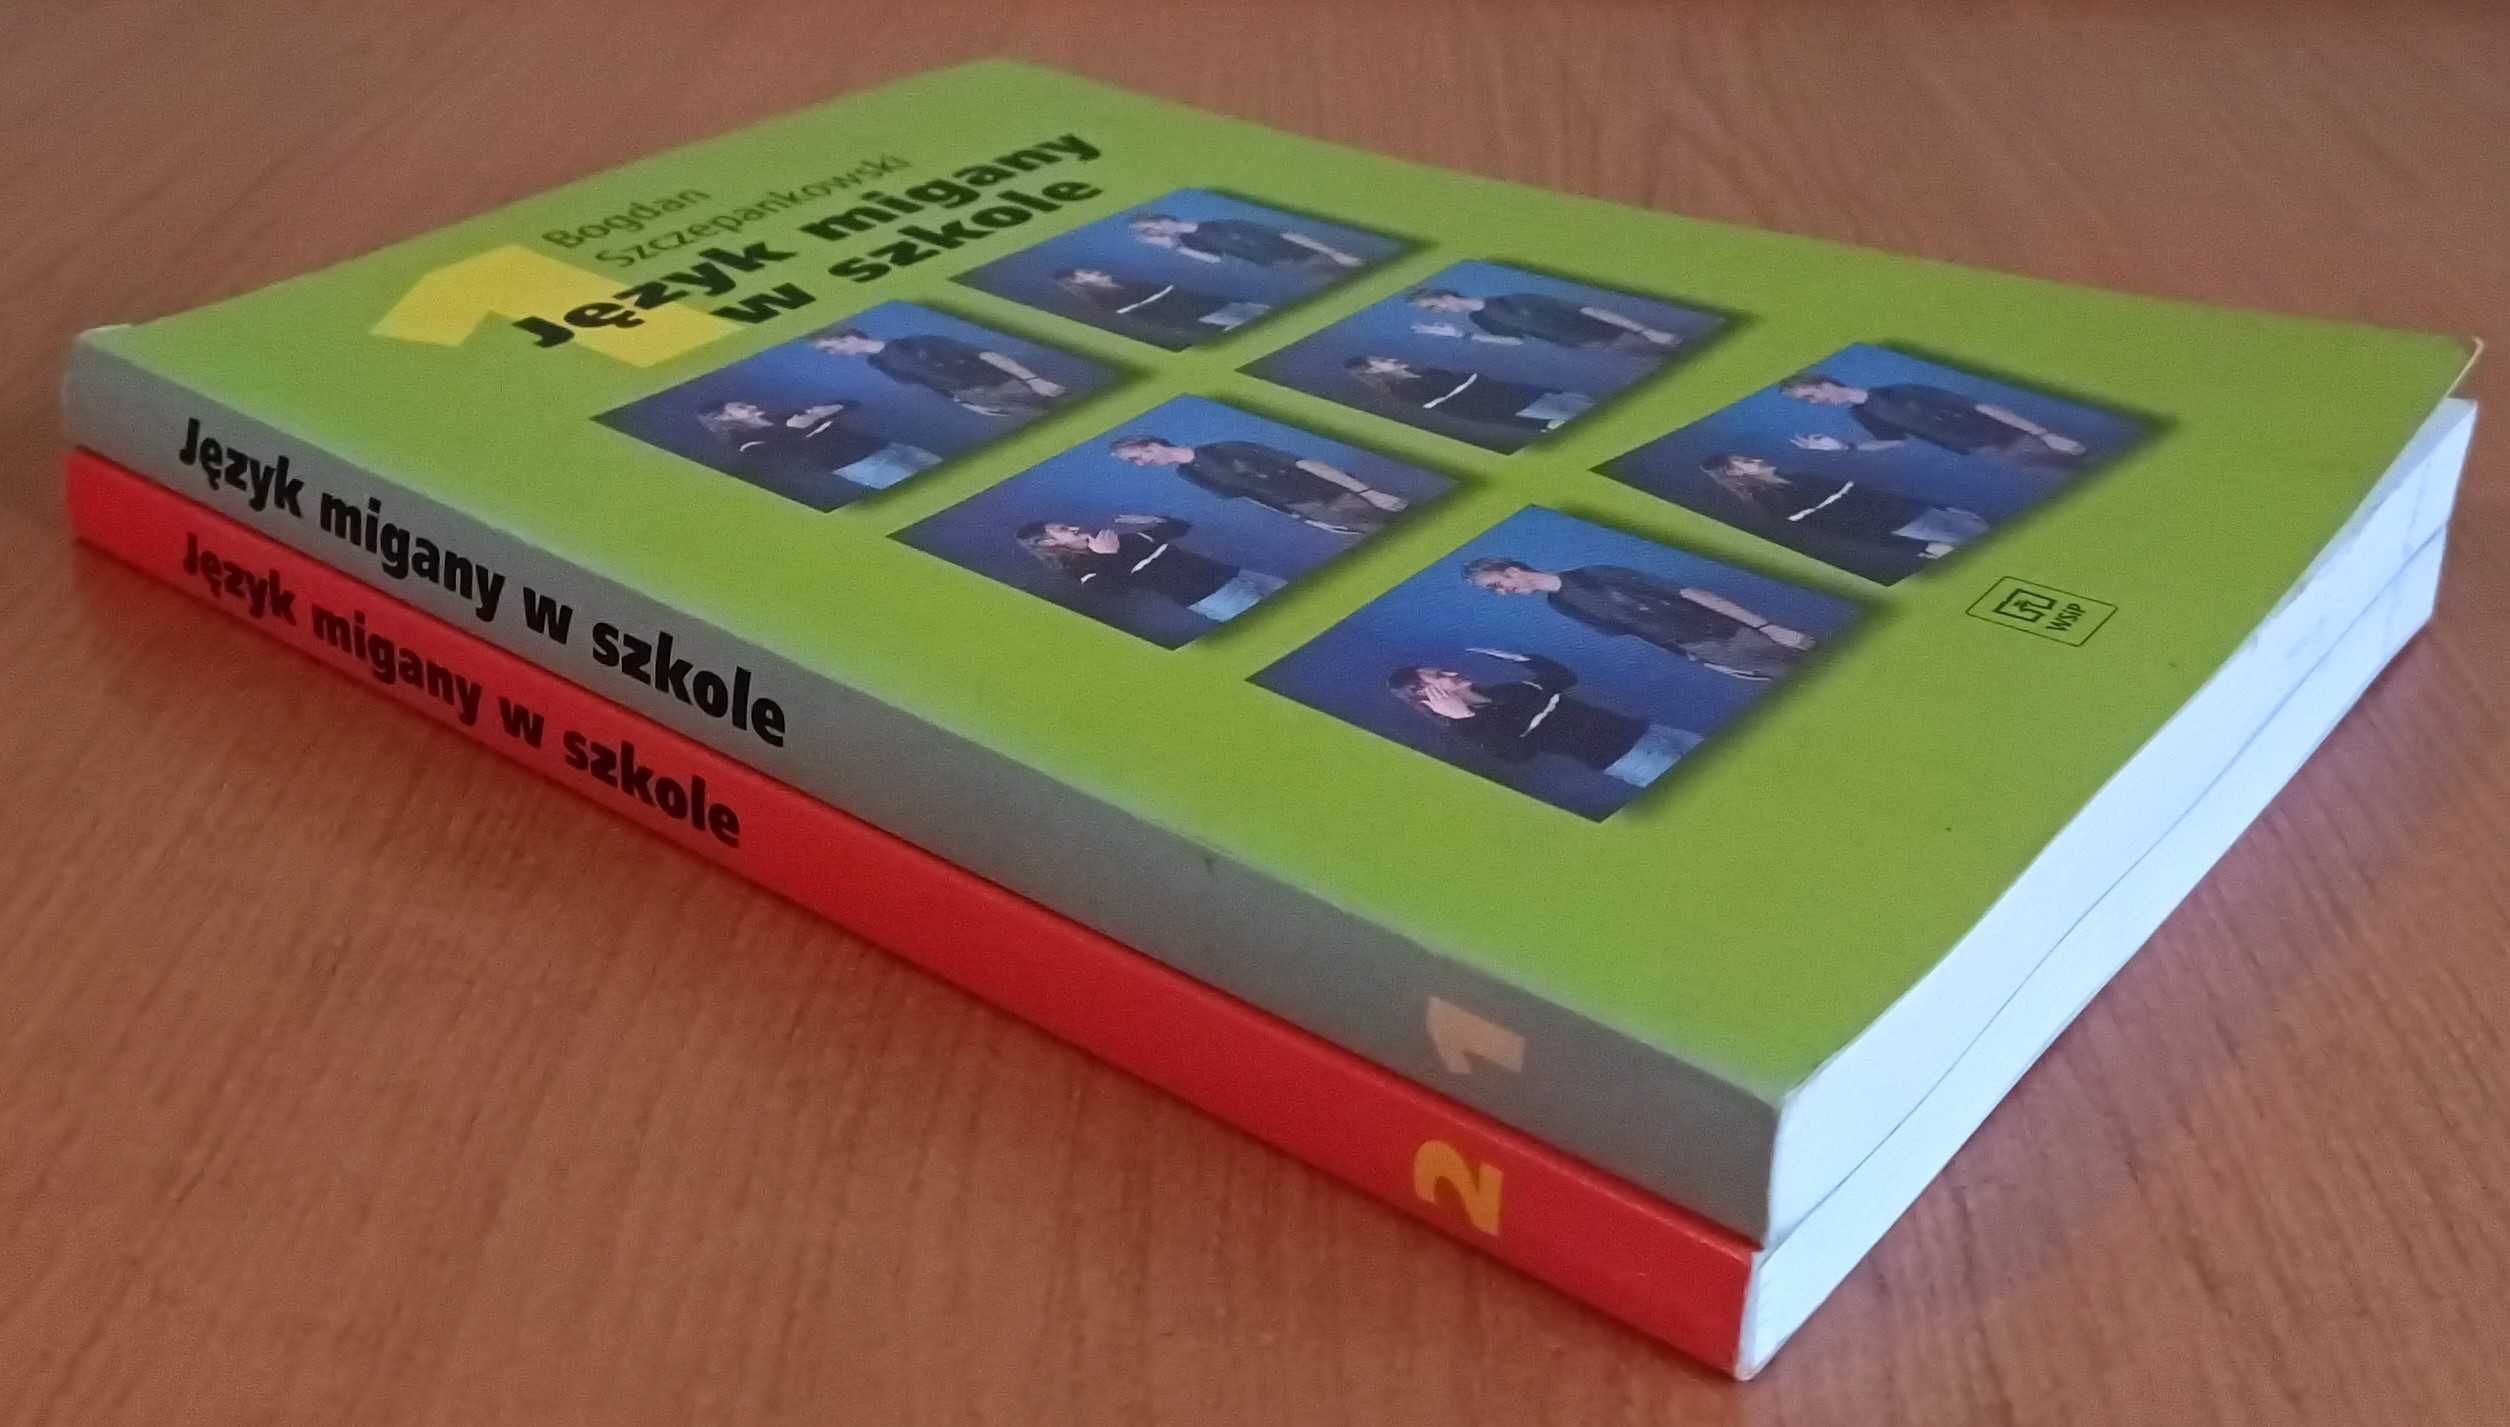 Bogdan
Szczepankowski
1
Język migany
w szkole
WSiP
Język migany w szkole 1
Język migany w szkole 2